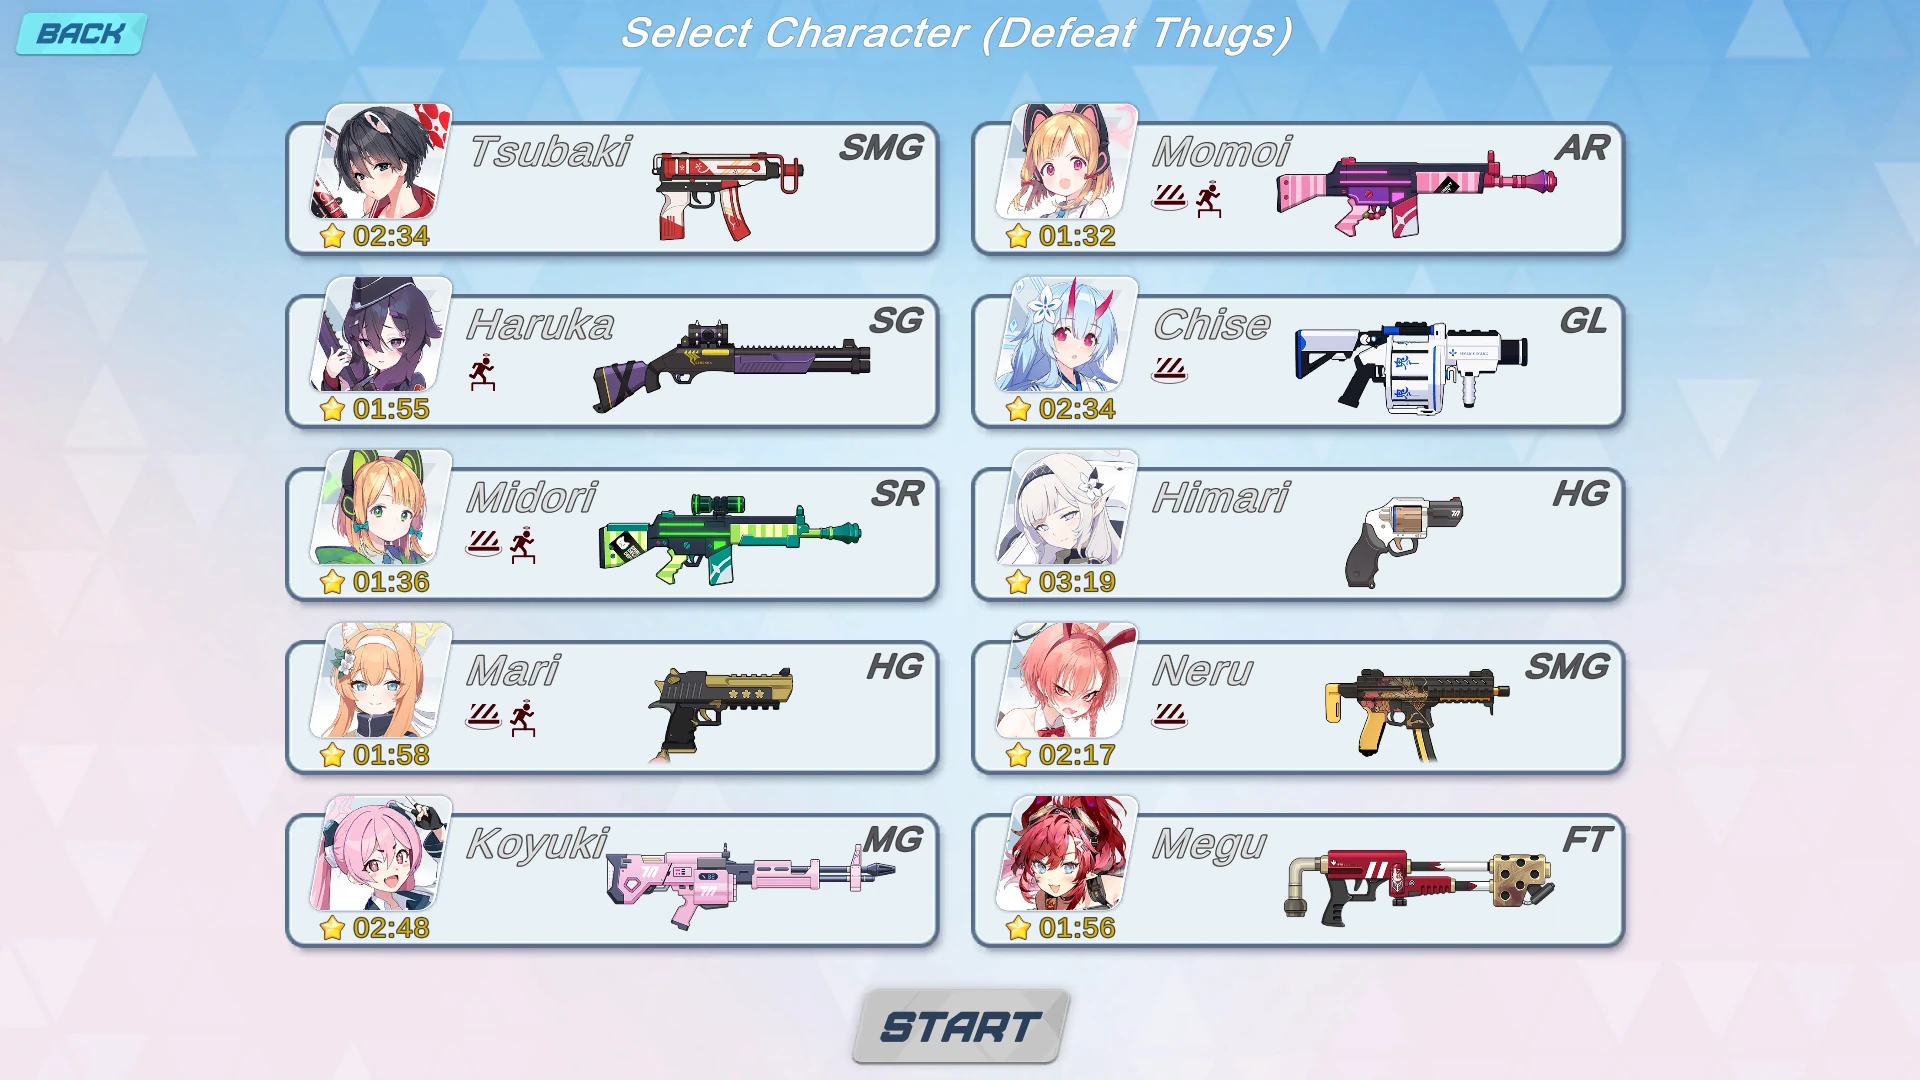 BACK
Select Character (Defeat Thugs)
Tsubaki
SMG
02:34
Momoi
AR
01:32
Haruka
SG
01:55
Chise
GL
02:34
Midori
SR
01:36
Himari
HG
03:19
Mari
HG
01:58
Neru
SMG
02:17
Koyuki
MG
02:48
Megu
FT
01:56
START